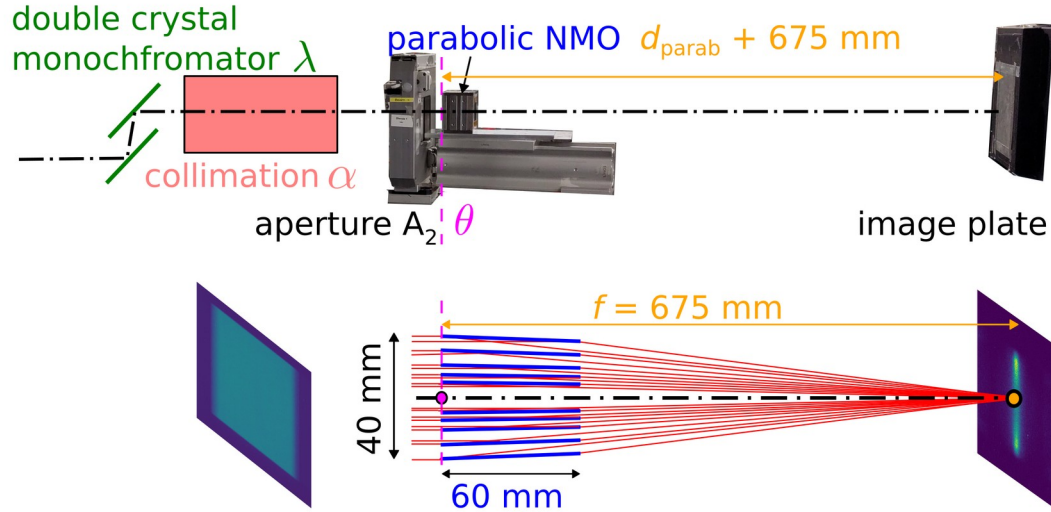 double crystal
monochfromator λ
parabolic NMO
d_parab + 675 mm
collimation α
aperture A₂
θ
image plate
f = 675 mm
40 mm
60 mm